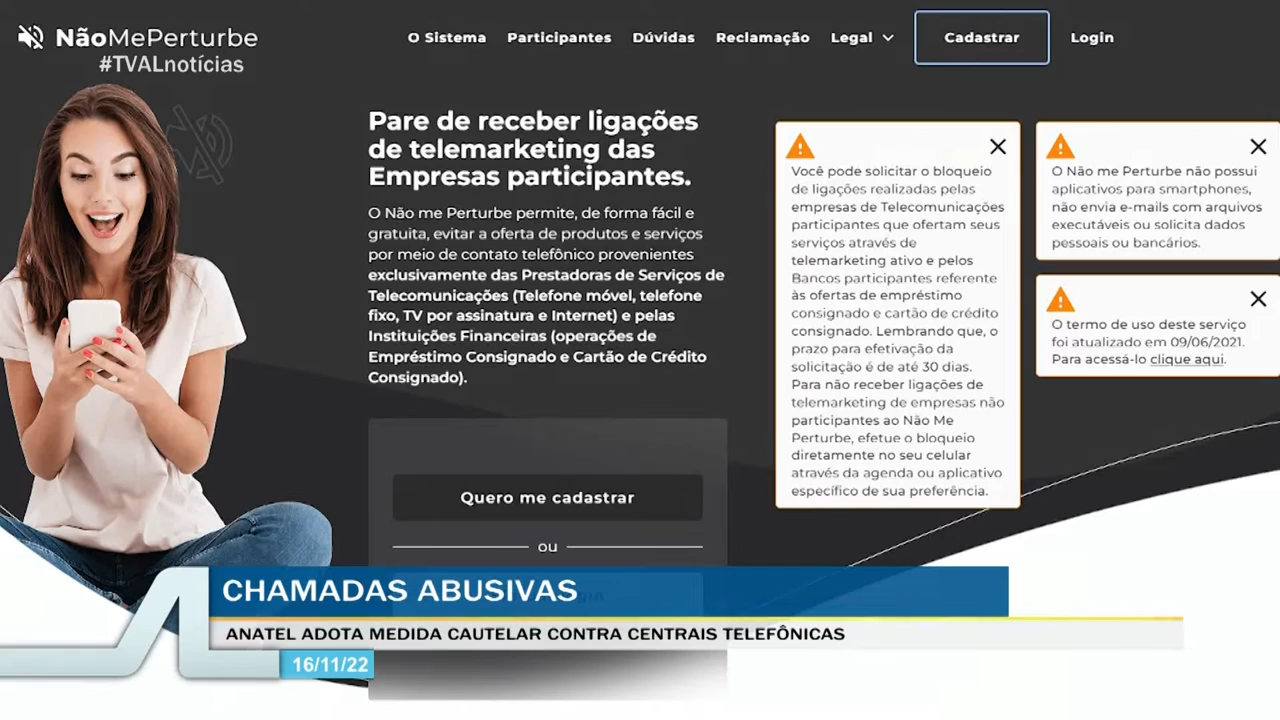 NãoMePerturbe
#TVALnotícias
O Sistema
Participantes
Dúvidas
Reclamação
Legal
Cadastrar
Login
Pare de receber ligações
de telemarketing das
Empresas participantes.
O Não me Perturbe permite, de forma fácil e
gratuita, evitar a oferta de produtos e serviços
por meio de contato telefônico provenientes
exclusivamente das Prestadoras de Serviços de
Telecomunicações (Telefone móvel, telefone
fixo, TV por assinatura e Internet) e pelas
Instituições Financeiras (operações de
Empréstimo Consignado e Cartão de Crédito
Consignado).
Quero me cadastrar
ou
Você pode solicitar o bloqueio
de ligações realizadas pelas
empresas de Telecomunicações
participantes que ofertam seus
serviços através de
telemarketing ativo e pelos
Bancos participantes referente
às ofertas de empréstimo
consignado e cartão de crédito
consignado. Lembrando que, o
prazo para efetivação da
solicitação é de até 30 dias.
Para não receber ligações de
telemarketing de empresas não
participantes ao Não Me
Perturbe, efetue o bloqueio
diretamente no seu celular
através da agenda ou aplicativo
específico de sua preferência.
O Não me Perturbe não possui
aplicativos para smartphones,
não envia e-mails com arquivos
executáveis ou solicita dados
pessoais ou bancários.
O termo de uso deste serviço
foi atualizado em 09/06/2021.
Para acessá-lo clique aqui.
CHAMADAS ABUSIVAS
ANATEL ADOTA MEDIDA CAUTELAR CONTRA CENTRAIS TELEFÔNICAS
16/11/22